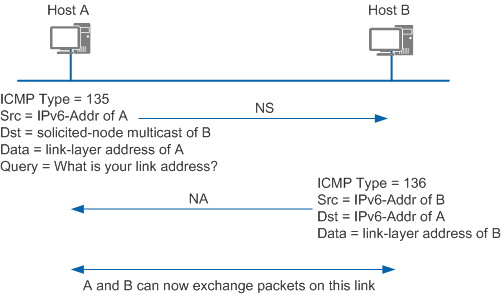 Host A
Host B
ICMP Type = 135
Src = IPv6-Addr of A
Dst = solicited-node multicast of B
Data = link-layer address of A
Query = What is your link address?
NS
ICMP Type = 136
Src = IPv6-Addr of B
Dst = IPv6-Addr of A
Data = link-layer address of B
NA
A and B can now exchange packets on this link